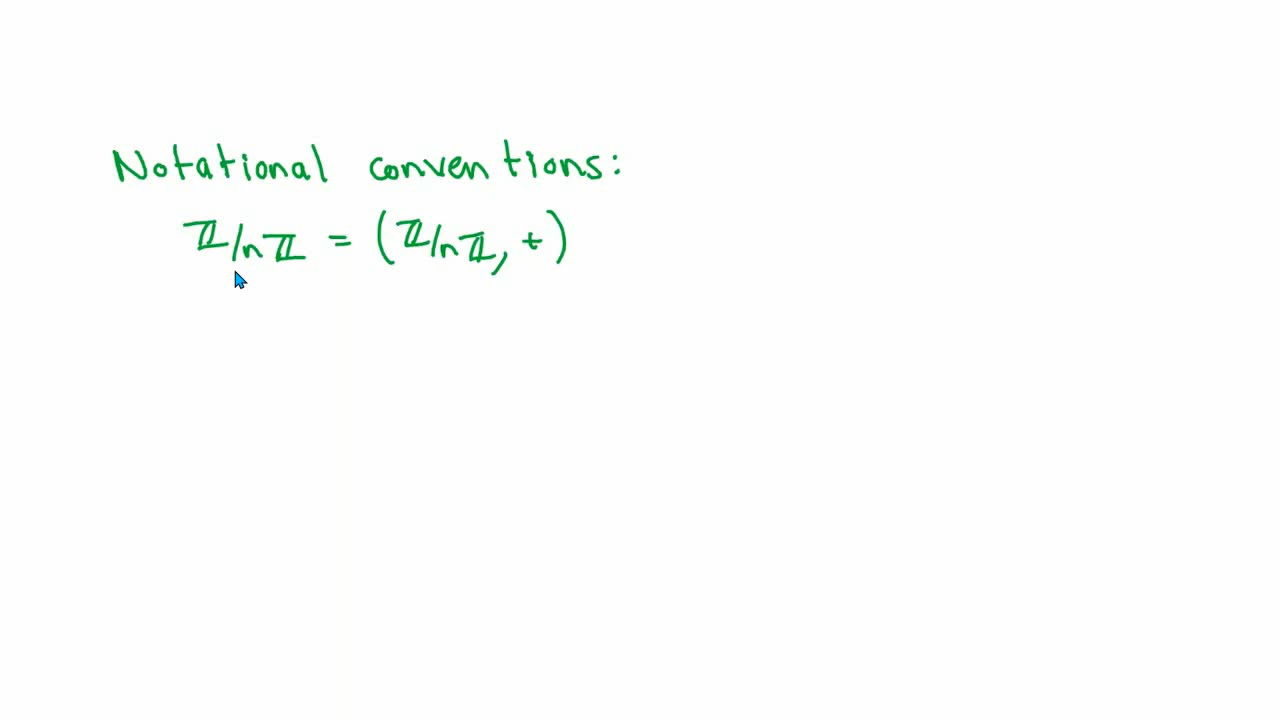 Notational conventions:
ℤ/nℤ = (ℤ/nℤ, +)